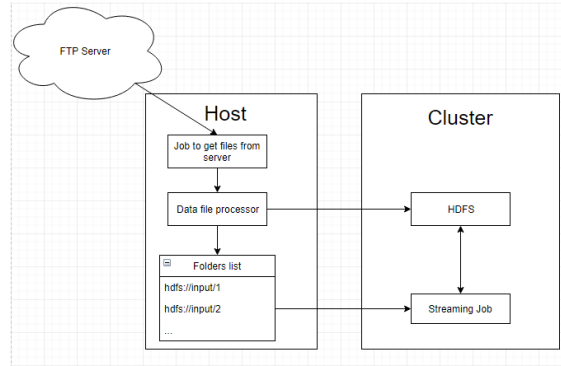 FTP Server
Host
Cluster
Job to get files from
server
Data file processor
HDFS
Folders list
hdfs://input/1
hdfs://input/2
...
Streaming Job